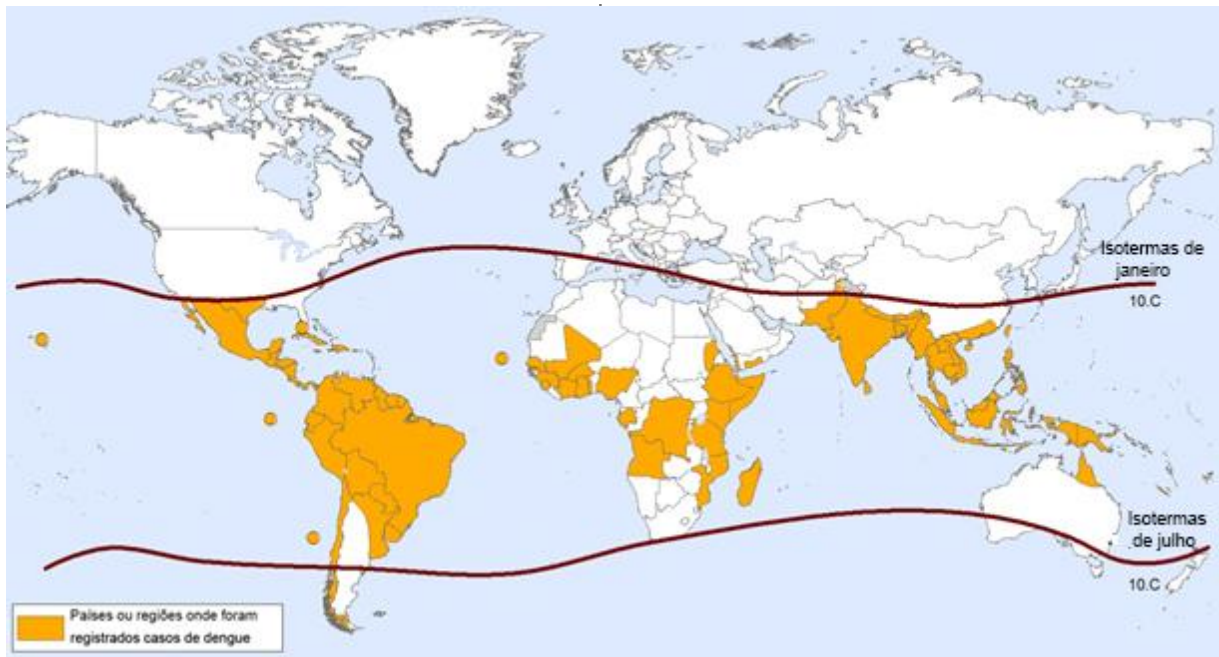 Isotermas de
janeiro
10.C
Isotermas
de julho
10.C
Países ou regiões onde foram
registrados casos de dengue